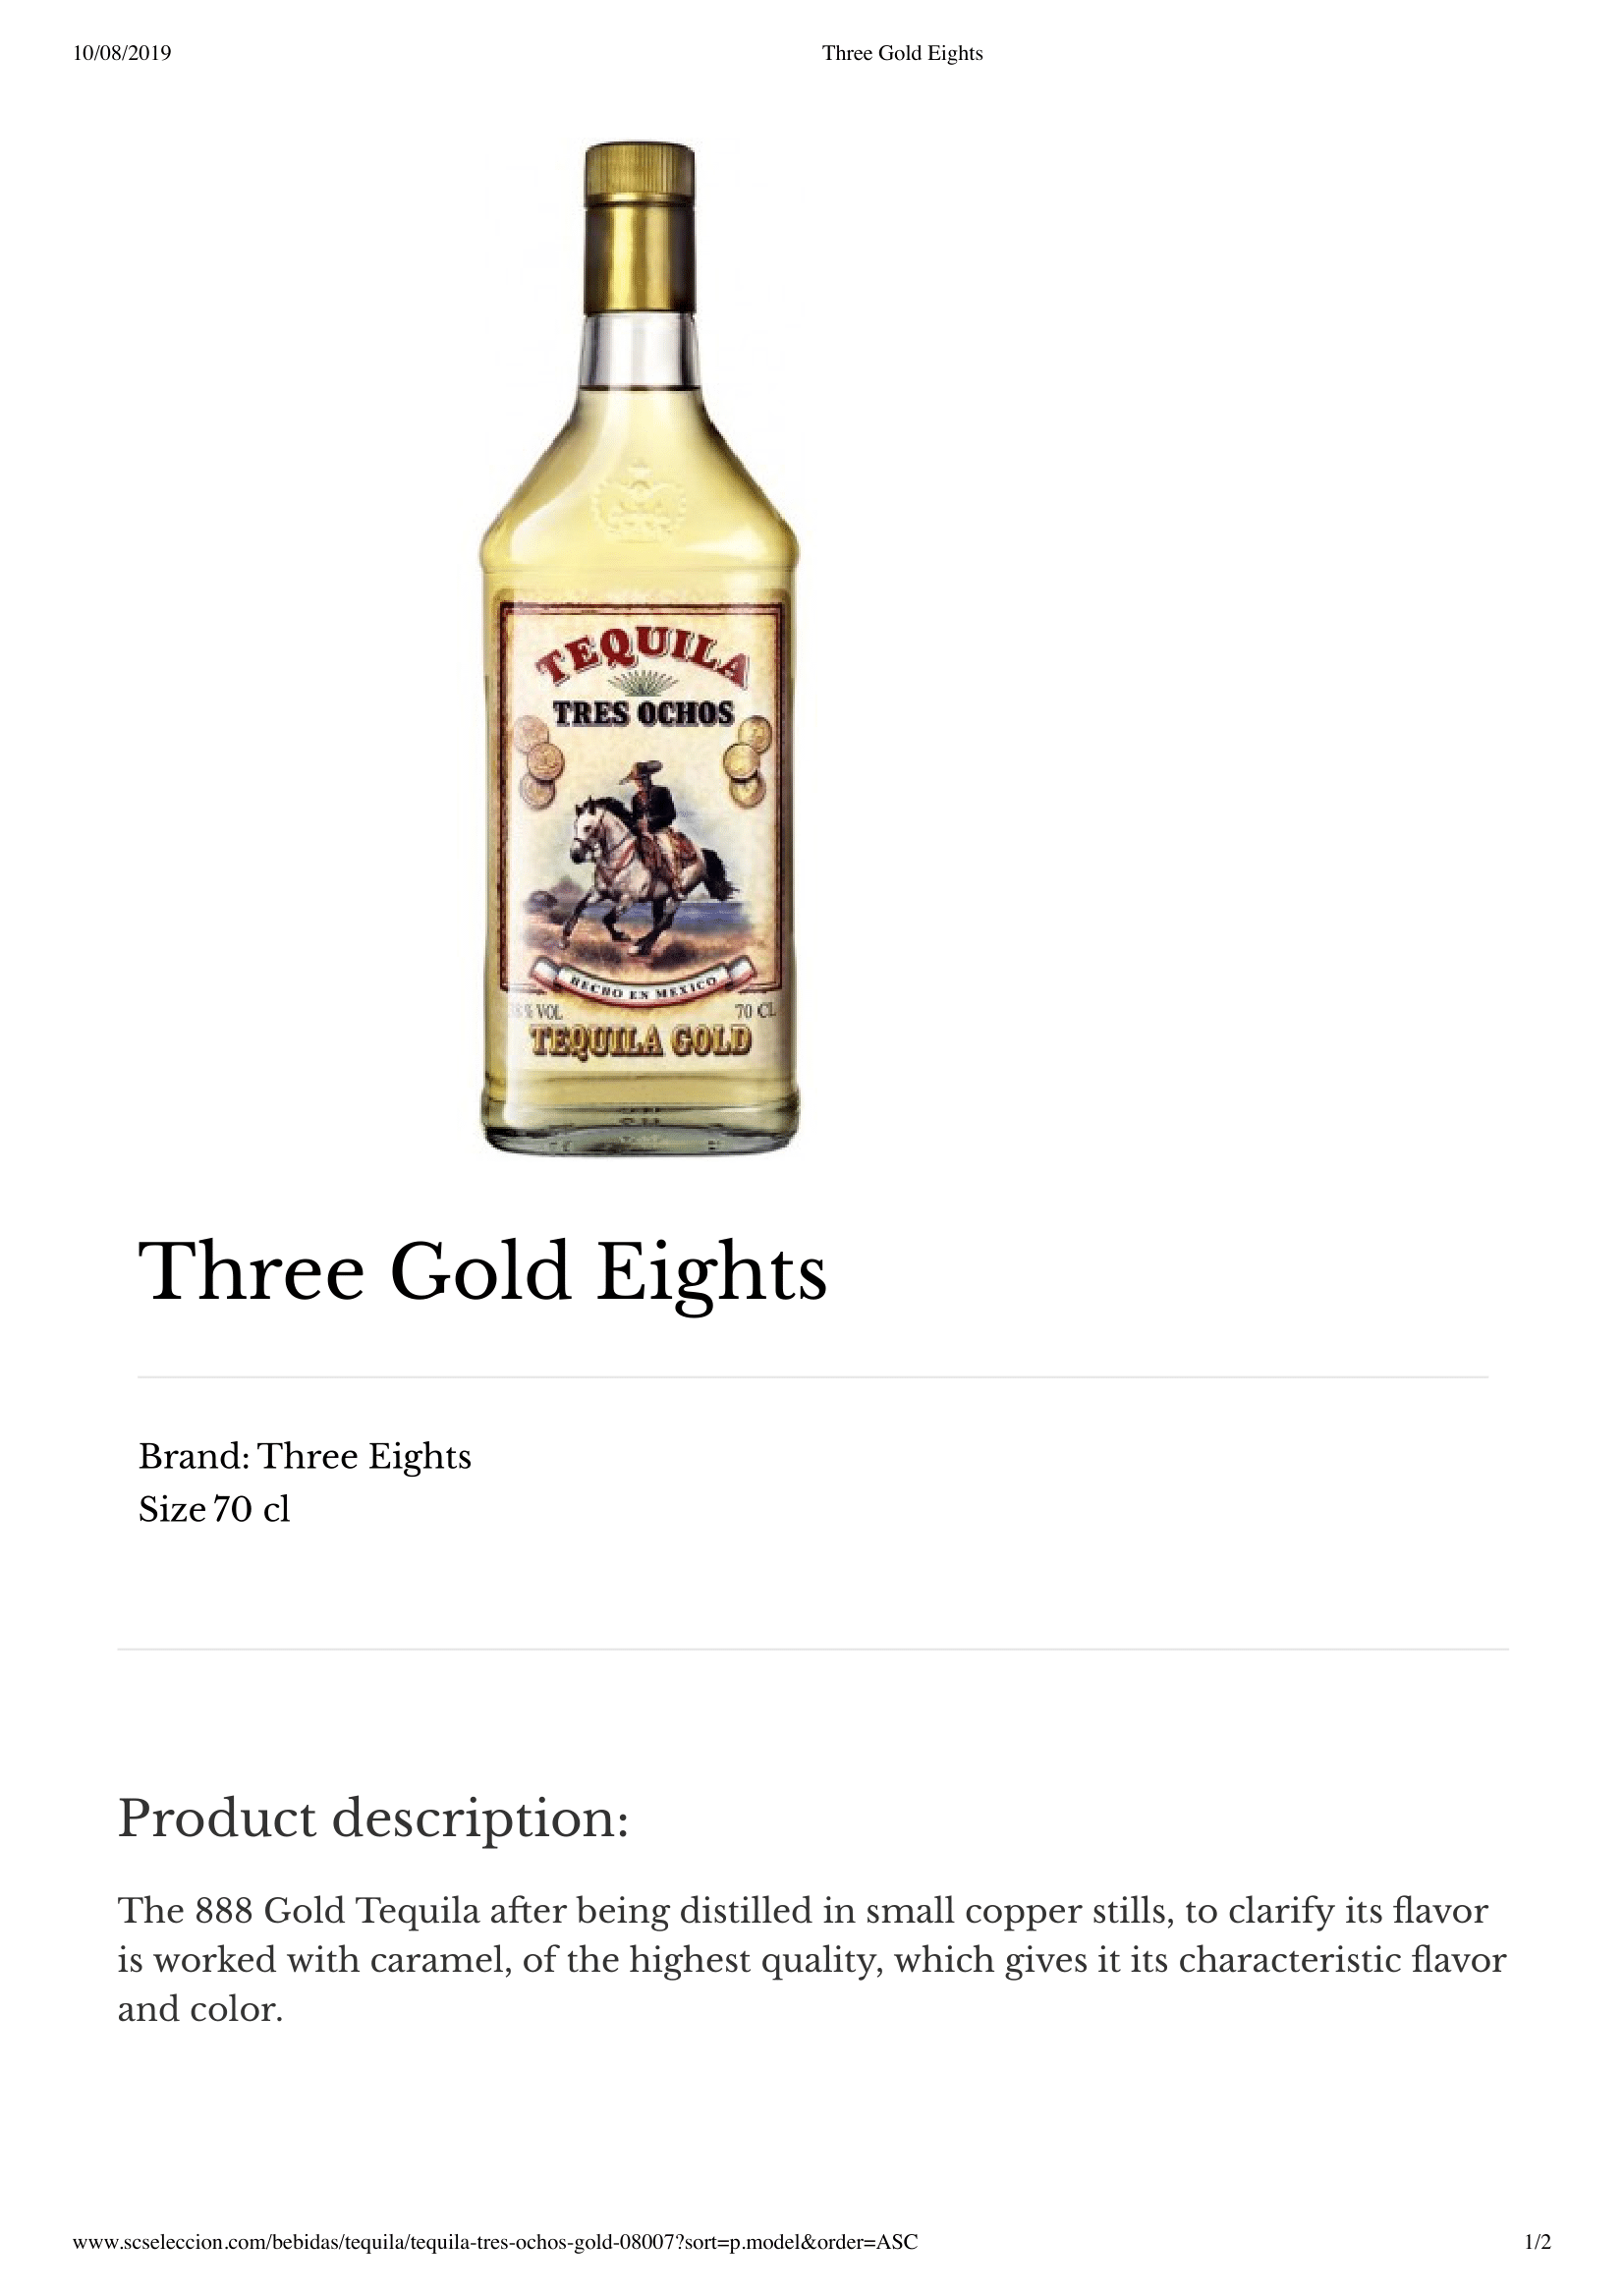 10/08/2019
Three Gold Eights
TEQUILA
TRES OCHOS
HECHO EN MEXICO
% VOL
70 CL
TEQUILA GOLD
Three Gold Eights
Brand: Three Eights
Size 70 cl
Product description:
The 888 Gold Tequila after being distilled in small copper stills, to clarify its flavor
is worked with caramel, of the highest quality, which gives it its characteristic flavor
and color.
www.scseleccion.com/bebidas/tequila/tequila-tres-ochos-gold-08007?sort=p.model&order=ASC
1/2